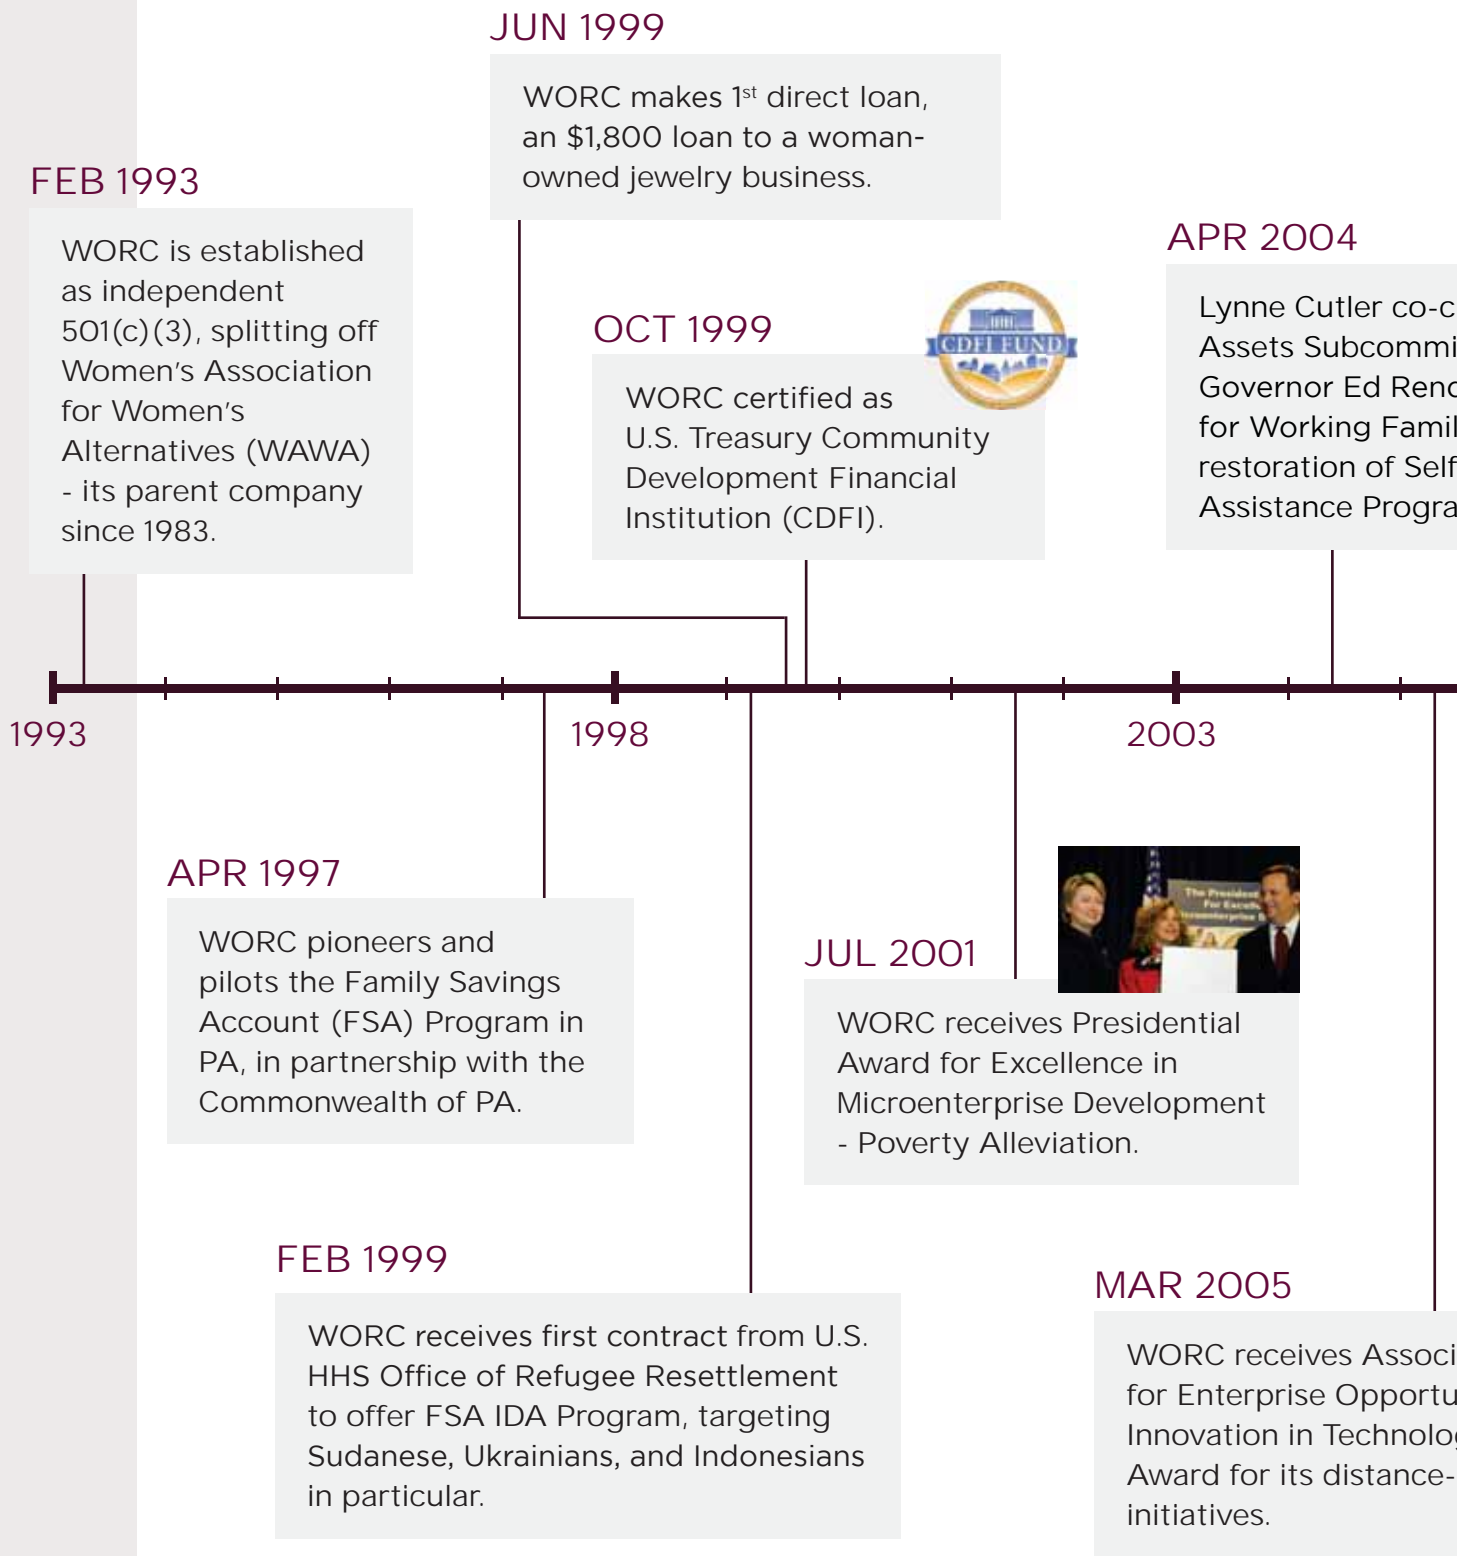 JUN 1999
WORC makes 1st direct loan,
an $1,800 loan to a woman-
owned jewelry business.
FEB 1993
WORC is established
as independent
501(c)(3), splitting off
Women's Association
for Women's
Alternatives (WAWA)
- its parent company
since 1983.
OCT 1999
CDFI FUND
WORC certified as
U.S. Treasury Community
Development Financial
Institution (CDFI).
APR 2004
Lynne Cutler co-c
Assets Subcommi
Governor Ed Rend
for Working Famil
restoration of Self
Assistance Progra
1993
1998
2003
APR 1997
WORC pioneers and
pilots the Family Savings
Account (FSA) Program in
PA, in partnership with the
Commonwealth of PA.
The President
For Excell
JUL 2001
WORC receives Presidential
Award for Excellence in
Microenterprise Development
- Poverty Alleviation.
FEB 1999
WORC receives first contract from U.S.
HHS Office of Refugee Resettlement
to offer FSA IDA Program, targeting
Sudanese, Ukrainians, and Indonesians
in particular.
MAR 2005
WORC receives Associ
for Enterprise Opportu
Innovation in Technolog
Award for its distance-
initiatives.